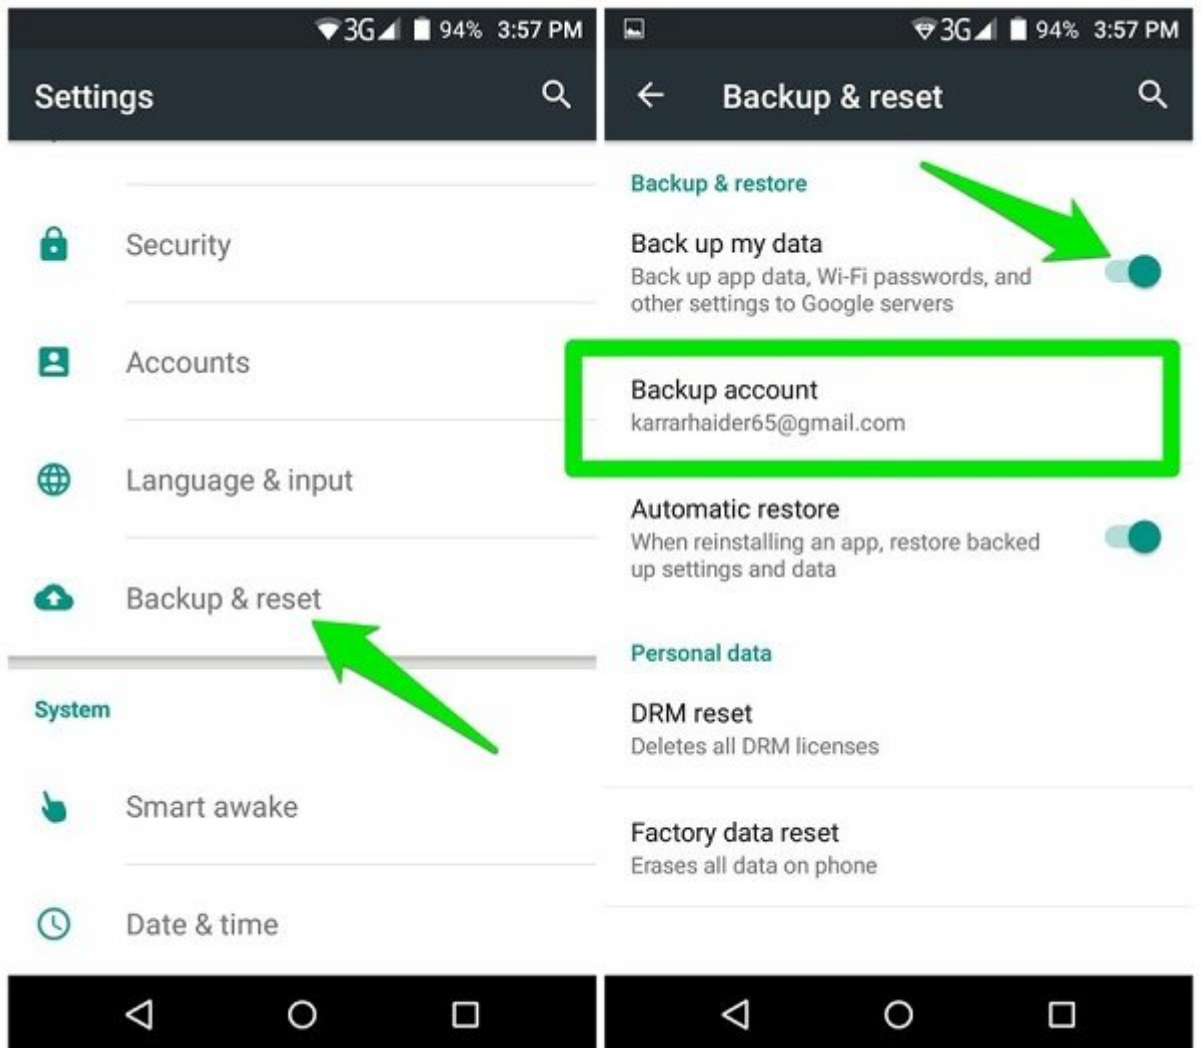 3G 94% 3:57 PM
Settings
Security
Accounts
Language & input
Backup & reset
System
Smart awake
Date & time
3G 94% 3:57 PM
Backup & reset
Backup & restore
Back up my data
Back up app data, Wi-Fi passwords, and
other settings to Google servers
Backup account
karrarhaider65@gmail.com
Automatic restore
When reinstalling an app, restore backed
up settings and data
Personal data
DRM reset
Deletes all DRM licenses
Factory data reset
Erases all data on phone